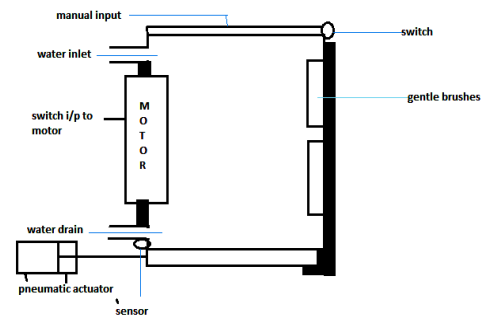 manual input
switch
water inlet
gentle brushes
switch i/p to
motor
M
O
T
O
R
water drain
pneumatic actuator
sensor